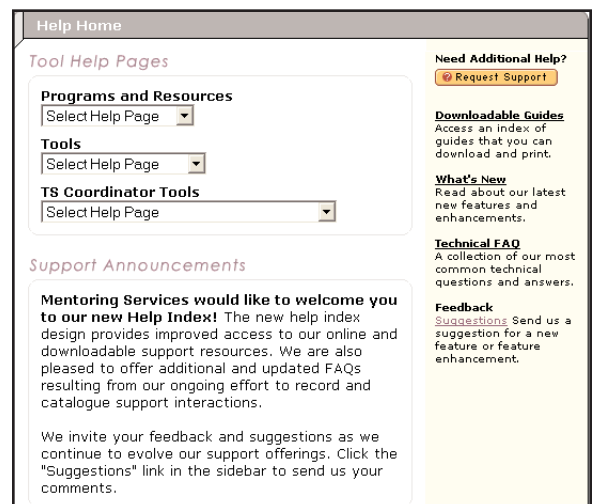 Help Home
Tool Help Pages
Programs and Resources
Select Help Page
Tools
Select Help Page
TS Coordinator Tools
Select Help Page
Support Announcements
Mentoring Services would like to welcome you
to our new Help Index! The new help index
design provides improved access to our online and
downloadable support resources. We are also
pleased to offer additional and updated FAQs
resulting from our ongoing effort to record and
catalogue support interactions.
We invite your feedback and suggestions as we
continue to evolve our support offerings. Click the
"Suggestions" link in the sidebar to send us your
comments.
Need Additional Help?
Request Support
Downloadable Guides
Access an index of
guides that you can
download and print.
What's New
Read about our latest
new features and
enhancements.
Technical FAQ
A collection of our most
common technical
questions and answers.
Feedback
Suggestions Send us a
suggestion for a new
feature or feature
enhancement.